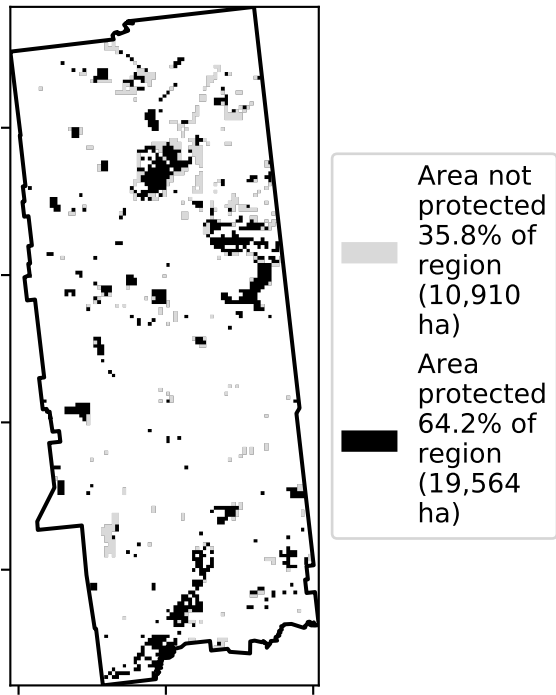 Area not
protected
35.8% of
region
(10,910
ha)
Area
protected
64.2% of
region
(19,564
ha)